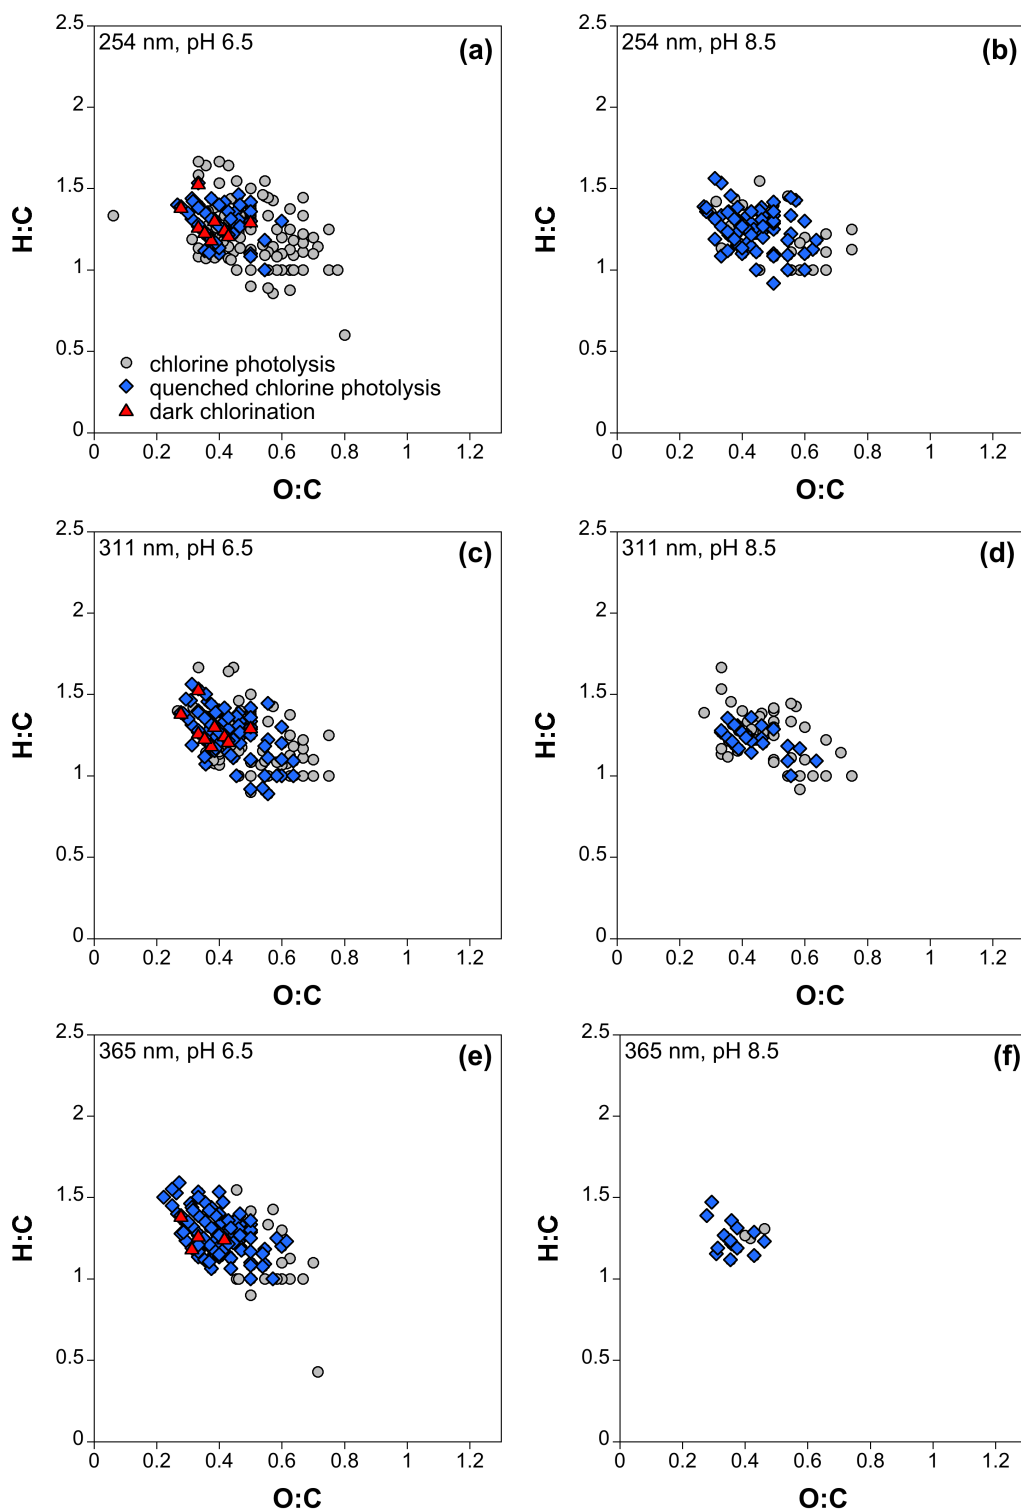 254 nm, pH 6.5
(a)
2.5
2
1.5
1
0.5
0
H:C
chlorine photolysis
quenched chlorine photolysis
dark chlorination
0 0.2 0.4 0.6 0.8 1 1.2
O:C
254 nm, pH 8.5
(b)
2.5
2
1.5
1
0.5
0
H:C
0 0.2 0.4 0.6 0.8 1 1.2
O:C
311 nm, pH 6.5
(c)
2.5
2
1.5
1
0.5
0
H:C
0 0.2 0.4 0.6 0.8 1 1.2
O:C
311 nm, pH 8.5
(d)
2.5
2
1.5
1
0.5
0
H:C
0 0.2 0.4 0.6 0.8 1 1.2
O:C
365 nm, pH 6.5
(e)
2.5
2
1.5
1
0.5
0
H:C
0 0.2 0.4 0.6 0.8 1 1.2
O:C
365 nm, pH 8.5
(f)
2.5
2
1.5
1
0.5
0
H:C
0 0.2 0.4 0.6 0.8 1 1.2
O:C